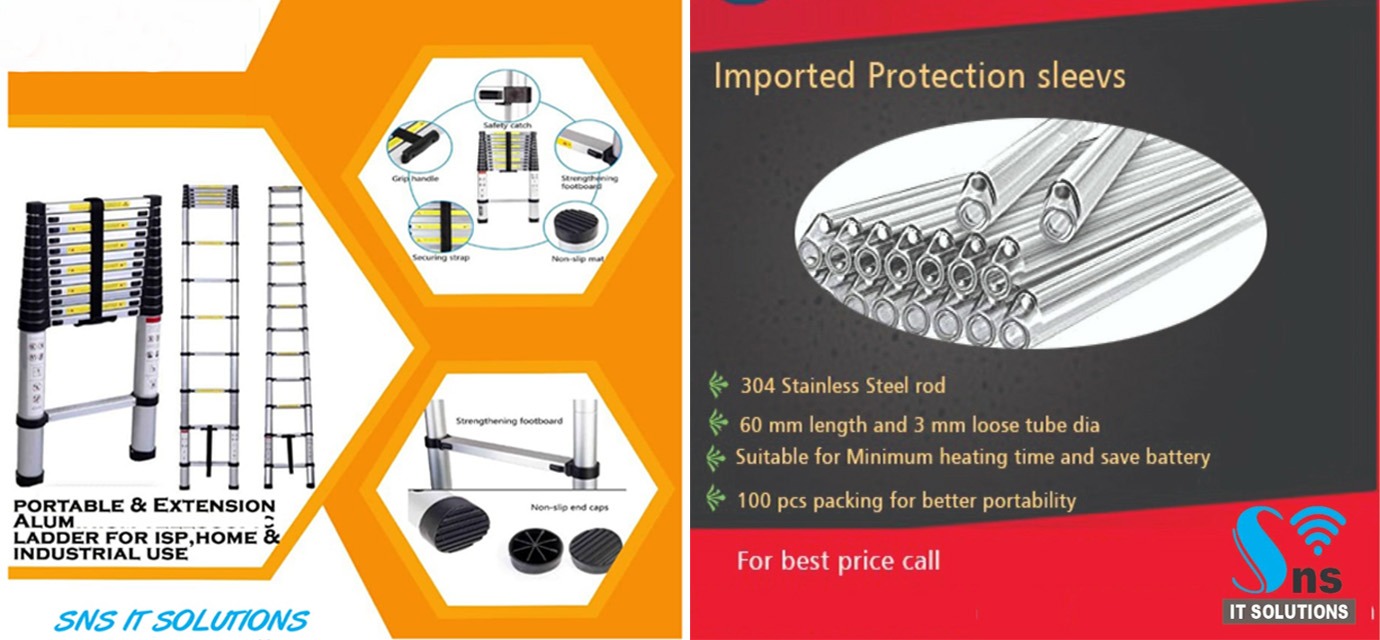 Safety catch
Grip handle
Strengthening
footboard
Securing strap
Non-slip mat
Strengthening footboard
Non-slip end caps
PORTABLE & EXTENSION
ALUM
LADDER FOR ISP,HOME &
INDUSTRIAL USE
SNS IT SOLUTIONS
Imported Protection sleevs
304 Stainless Steel rod
60 mm length and 3 mm loose tube dia
Suitable for Minimum heating time and save battery
100 pcs packing for better portability
For best price call
Sns
IT SOLUTIONS